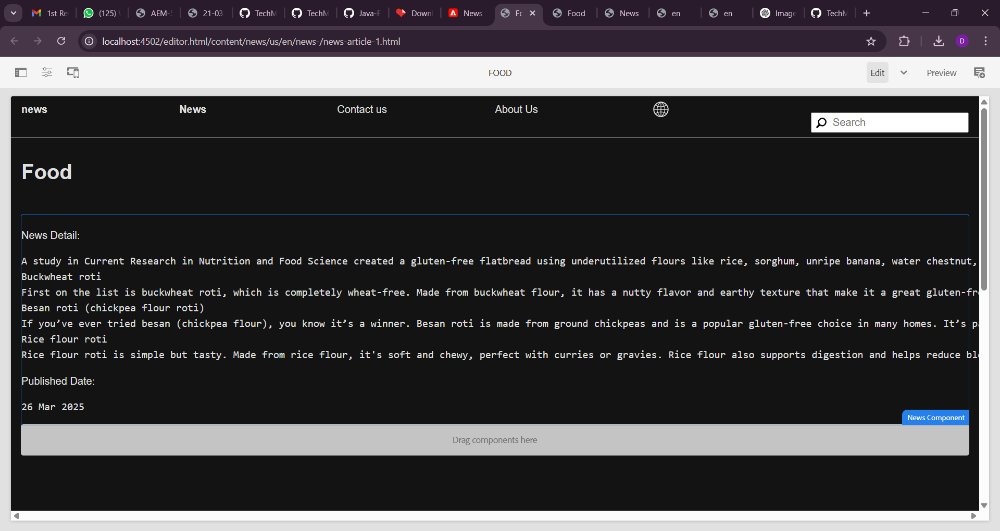 1st Re
(125)
AEM-S
21-03-
TechM
TechM
Java-F
Downl
News
Fo
Food
News
en
en
Image
TechM
localhost:4502/editor.html/content/news/us/en/news-/news-article-1.html
D
FOOD
Edit
Preview
news
News
Contact us
About Us
Search
Food
News Detail:
A study in Current Research in Nutrition and Food Science created a gluten-free flatbread using underutilized flours like rice, sorghum, unripe banana, water chestnut,
Buckwheat roti
First on the list is buckwheat roti, which is completely wheat-free. Made from buckwheat flour, it has a nutty flavor and earthy texture that make it a great gluten-fre
Besan roti (chickpea flour roti)
If you’ve ever tried besan (chickpea flour), you know it’s a winner. Besan roti is made from ground chickpeas and is a popular gluten-free choice in many homes. It’s pa
Rice flour roti
Rice flour roti is simple but tasty. Made from rice flour, it's soft and chewy, perfect with curries or gravies. Rice flour also supports digestion and helps reduce blo
Published Date:
26 Mar 2025
News Component
Drag components here